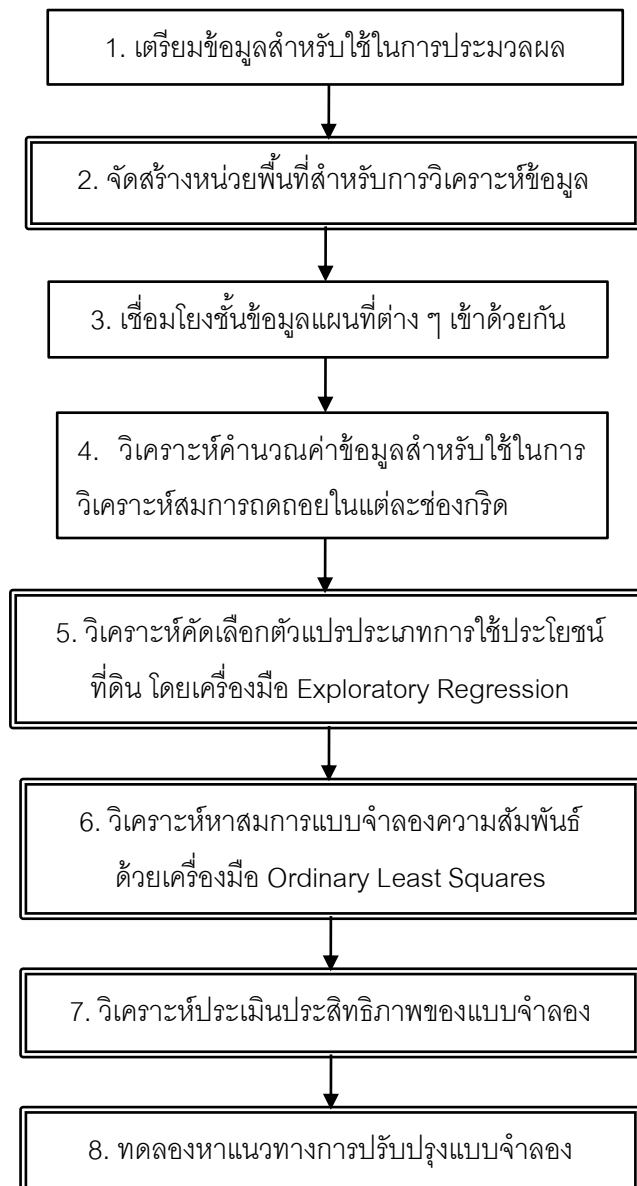 1. เตรียมข้อมูลสำหรับใช้ในการประมวลผล
2. จัดสร้างหน่วยพื้นที่สำหรับการวิเคราะห์ข้อมูล
3. เชื่อมโยงชั้นข้อมูลแผนที่ต่าง ๆ เข้าด้วยกัน
4. วิเคราะห์คำนวณค่าข้อมูลสำหรับใช้ในการ
วิเคราะห์สมการถดถอยในแต่ละช่องกริด
5. วิเคราะห์คัดเลือกตัวแปรประเภทการใช้ประโยชน์
ที่ดิน โดยเครื่องมือ Exploratory Regression
6. วิเคราะห์หาสมการแบบจำลองความสัมพันธ์
ด้วยเครื่องมือ Ordinary Least Squares
7. วิเคราะห์ประเมินประสิทธิภาพของแบบจำลอง
8. ทดลองหาแนวทางการปรับปรุงแบบจำลอง